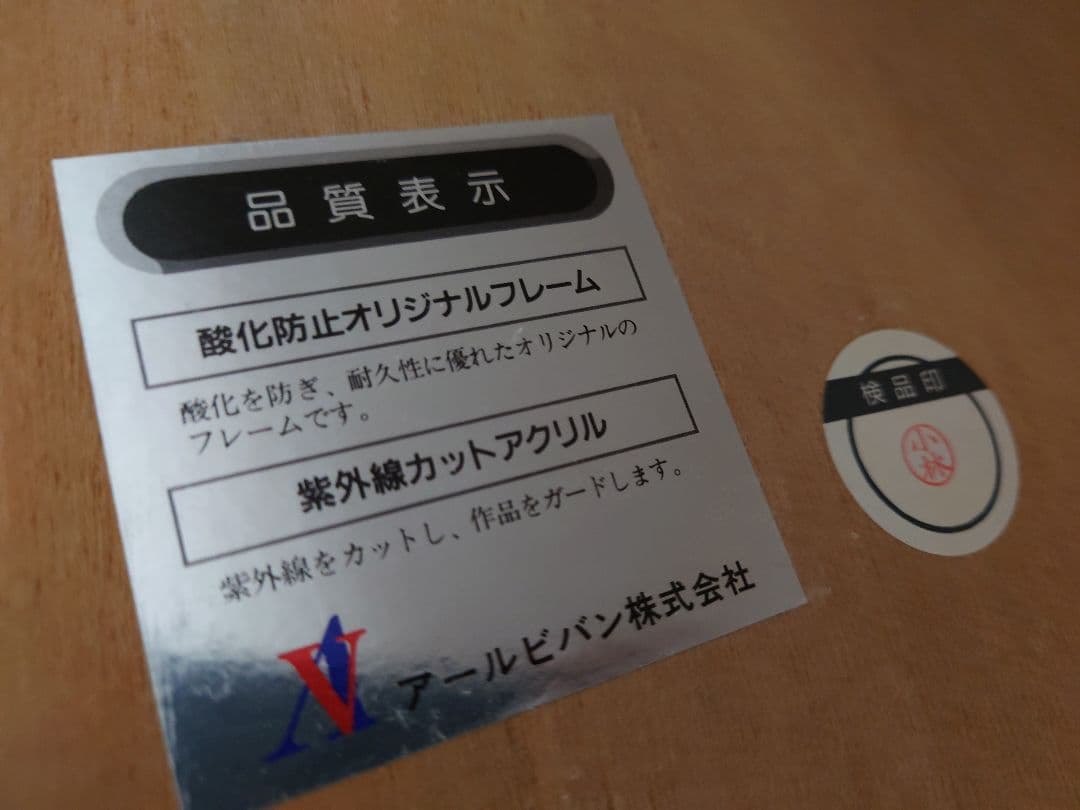 品質表示
酸化防止オリジナルフレーム
酸化を防ぎ、耐久性に優れたオリジナルの
フレームです。
紫外線カットアクリル
紫外線をカットし、作品をガードします。
AV アールビバン株式会社
検品印
小林